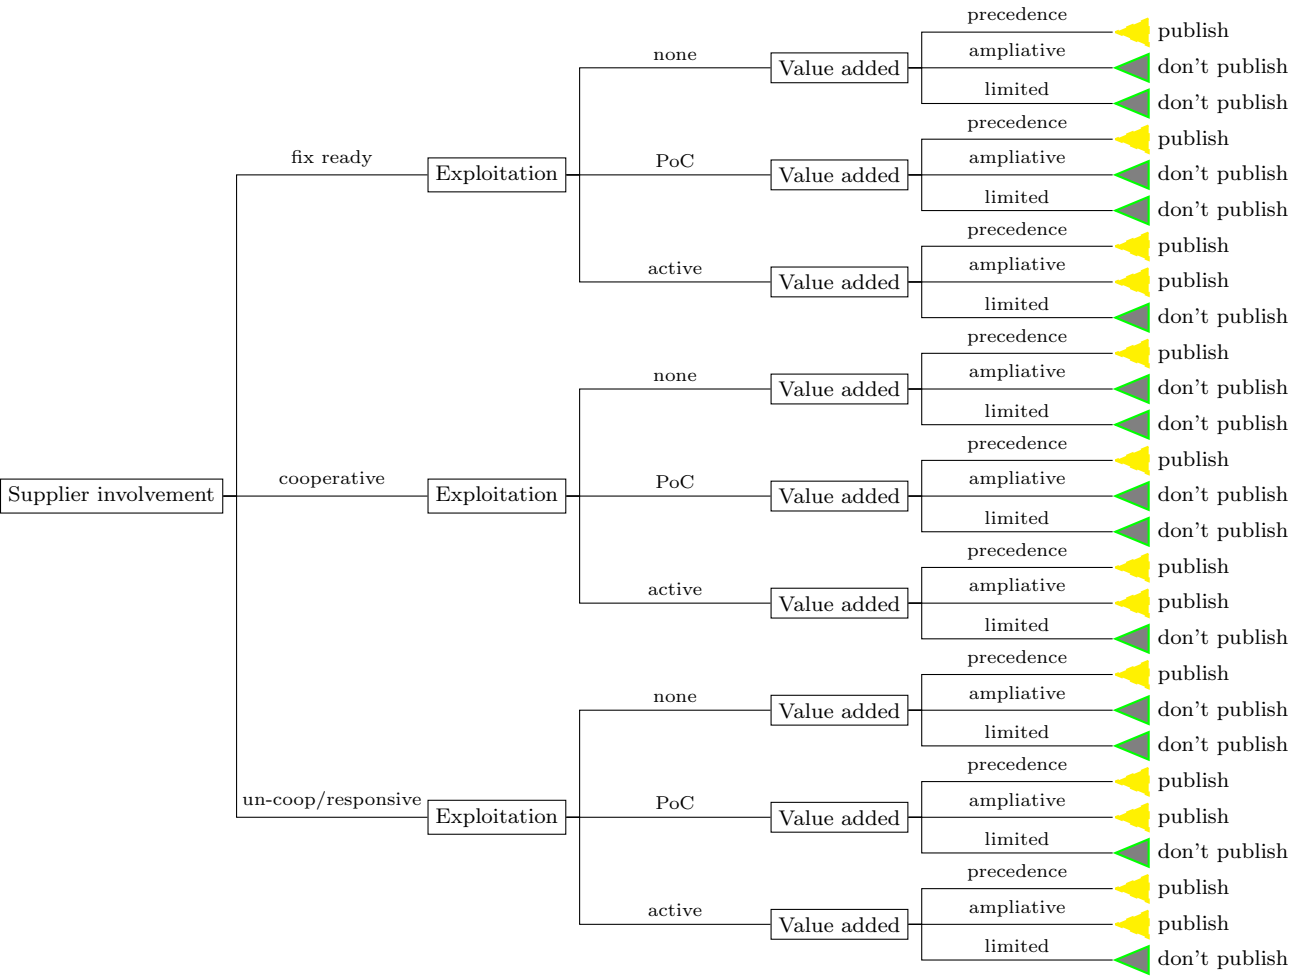 precedence
publish
ampliative
none
Value added
don't publish
limited
don't publish
precedence
publish
fix ready
PoC
ampliative
Exploitation
Value added
don't publish
limited
don't publish
precedence
publish
active
ampliative
Value added
publish
limited
don't publish
precedence
publish
none
ampliative
Value added
don't publish
limited
don't publish
precedence
publish
cooperative
PoC
ampliative
Supplier involvement
Exploitation
Value added
don't publish
limited
don't publish
precedence
publish
active
ampliative
Value added
publish
limited
don't publish
precedence
publish
none
ampliative
Value added
don't publish
limited
don't publish
precedence
publish
un-coop/responsive
PoC
ampliative
Exploitation
Value added
publish
limited
don't publish
precedence
publish
active
ampliative
Value added
publish
limited
don't publish